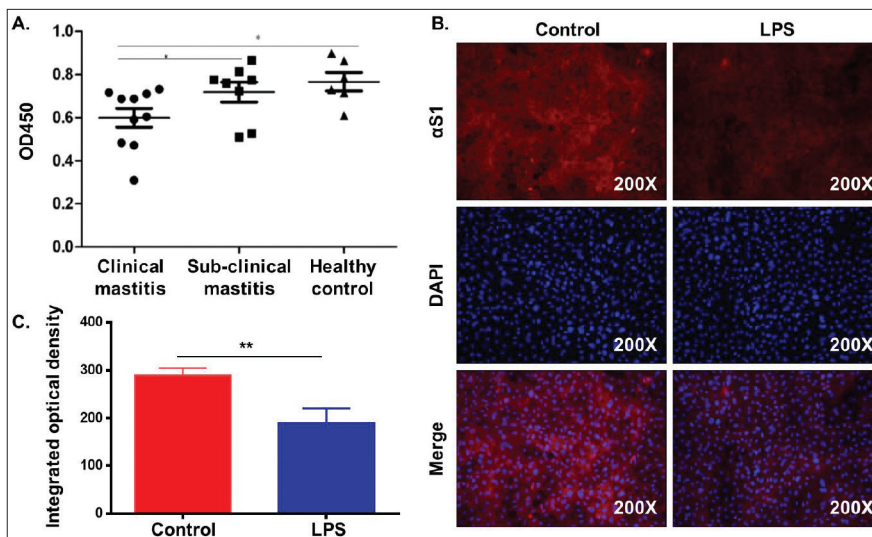 A.
1.0
0.8
0.6
0.4
0.2
0.0
OD450
*
*
Clinical mastitis
Sub-clinical mastitis
Healthy control
B.
Control
LPS
αS1
200X
200X
DAPI
200X
200X
Merge
200X
200X
C.
400
300
200
100
0
Integrated optical density
**
Control
LPS